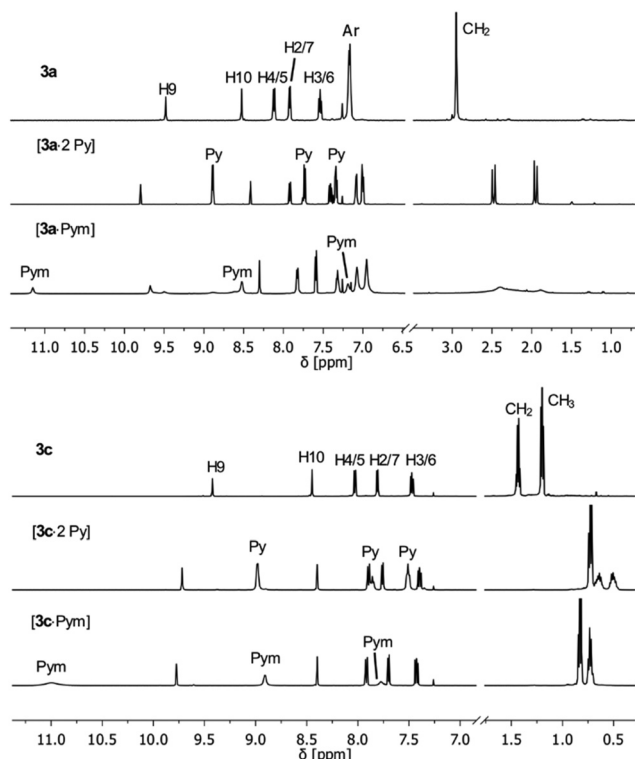 Ar
CH2
H2/7
3a
H9
H10
H4/5
H3/6
[3a·2 Py]
Py
Py
Py
[3a·Pym]
Pym
Pym
Pym
11.0 10.5 10.0 9.5 9.0 8.5 8.0 7.5 7.0 6.5 3.0 2.5 2.0 1.5 1.0
δ [ppm] δ [ppm]
3c
H9
H10
H4/5
H2/7
H3/6
CH2
CH3
[3c·2 Py]
Py
Py
Py
[3c·Pym]
Pym
Pym
Pym
11.0 10.5 10.0 9.5 9.0 8.5 8.0 7.5 7.0 1.5 1.0 0.5
δ [ppm] δ [ppm]